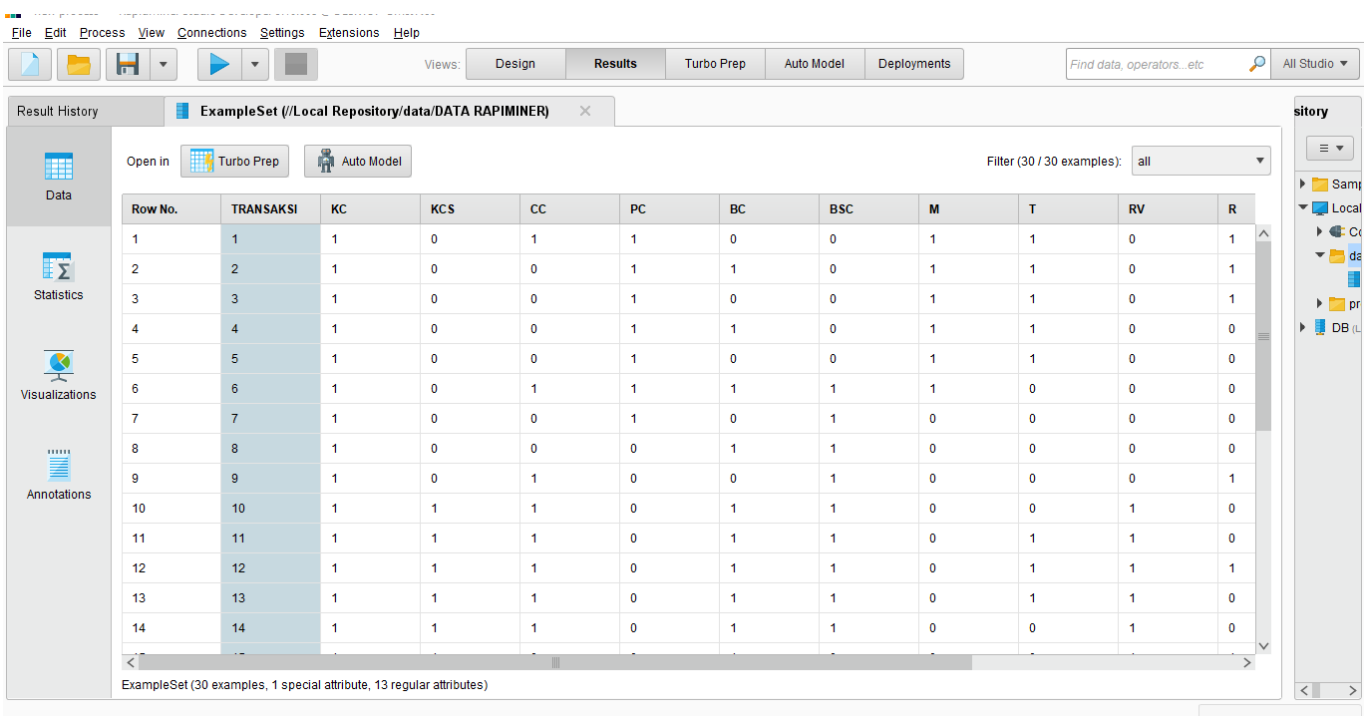 File Edit Process View Connections Settings Extensions Help
Views: Design Results Turbo Prep Auto Model Deployments Find data, operators...etc All Studio
Result History ExampleSet (//Local Repository/data/DATA RAPIMINER) sitory
Open in Turbo Prep Auto Model Filter (30 / 30 examples): all
Data
Statistics
Visualizations
Annotations
Row No. TRANSAKSI KC KCS CC PC BC BSC M T RV R
1 1 1 0 1 1 0 0 1 1 0 1
2 2 1 0 0 1 1 0 1 1 0 1
3 3 1 0 0 1 0 0 1 1 0 1
4 4 1 0 0 1 1 0 1 1 0 0
5 5 1 0 0 1 0 0 1 1 0 0
6 6 1 0 1 1 1 1 1 0 0 0
7 7 1 0 0 1 0 1 0 0 0 0
8 8 1 0 0 0 1 1 0 0 0 0
9 9 1 0 1 0 0 1 0 0 0 1
10 10 1 1 1 0 1 1 0 0 1 0
11 11 1 1 1 0 1 1 0 1 1 0
12 12 1 1 1 0 1 1 0 1 1 1
13 13 1 1 1 0 1 1 0 1 1 0
14 14 1 1 1 0 1 1 0 0 1 0
ExampleSet (30 examples, 1 special attribute, 13 regular attributes)
Samp
Local
Co
da
pr
DB (L